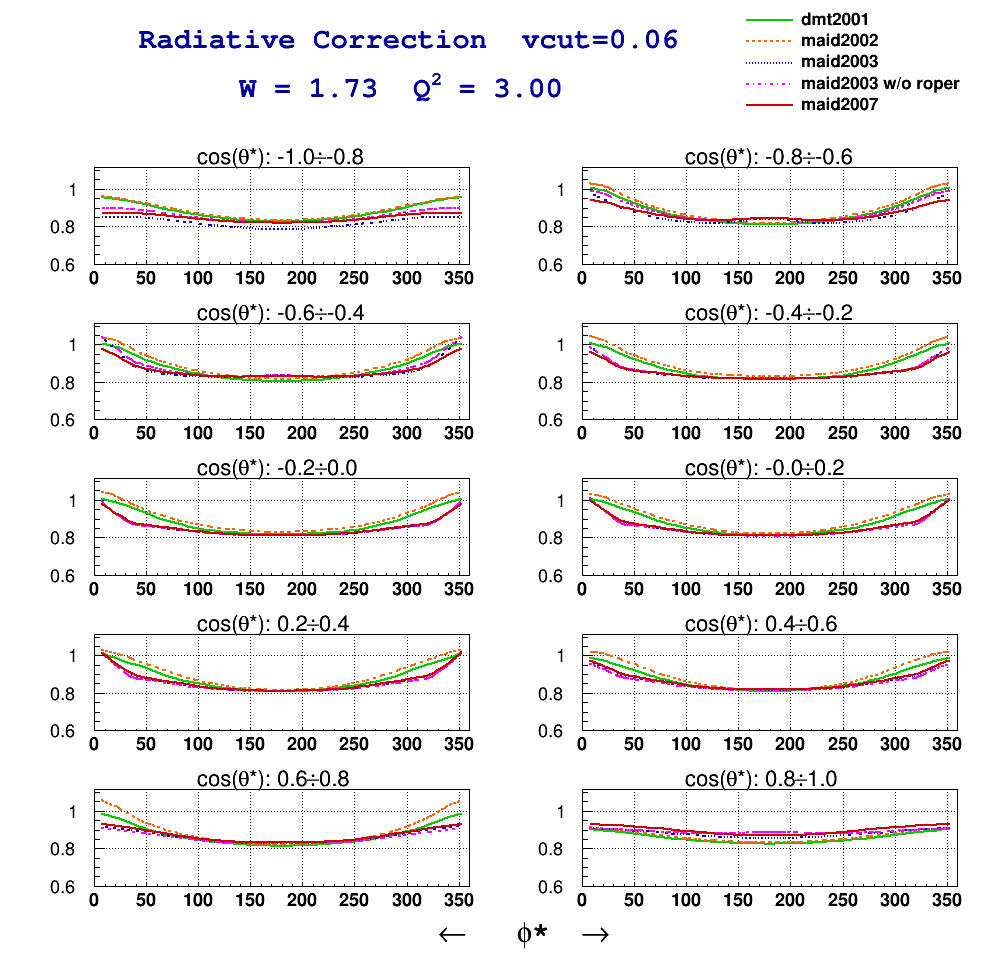 Radiative Correction vcut=0.06
W = 1.73 Q² = 3.00
dmt2001
maid2002
maid2003
maid2003 w/o roper
maid2007
cos(θ*): -1.0÷-0.8
1
0.8
0.6
0 50 100 150 200 250 300 350
cos(θ*): -0.8÷-0.6
1
0.8
0.6
0 50 100 150 200 250 300 350
cos(θ*): -0.6÷-0.4
1
0.8
0.6
0 50 100 150 200 250 300 350
cos(θ*): -0.4÷-0.2
1
0.8
0.6
0 50 100 150 200 250 300 350
cos(θ*): -0.2÷0.0
1
0.8
0.6
0 50 100 150 200 250 300 350
cos(θ*): -0.0÷0.2
1
0.8
0.6
0 50 100 150 200 250 300 350
cos(θ*): 0.2÷0.4
1
0.8
0.6
0 50 100 150 200 250 300 350
cos(θ*): 0.4÷0.6
1
0.8
0.6
0 50 100 150 200 250 300 350
cos(θ*): 0.6÷0.8
1
0.8
0.6
0 50 100 150 200 250 300 350
cos(θ*): 0.8÷1.0
1
0.8
0.6
0 50 100 150 200 250 300 350
← ϕ* →